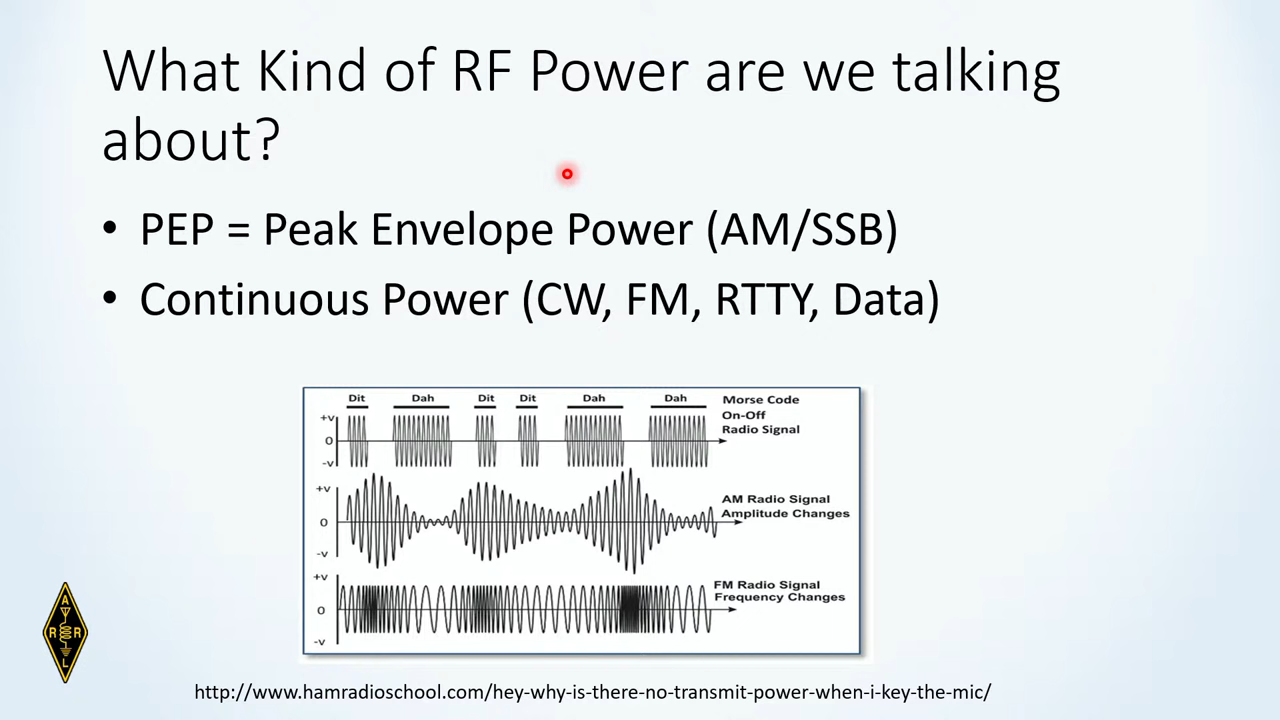 What Kind of RF Power are we talking
about?
• PEP = Peak Envelope Power (AM/SSB)
• Continuous Power (CW, FM, RTTY, Data)
Dit Dah Dit Dit Dah Dah
Morse Code
On-Off
Radio Signal
+v
0
-v
AM Radio Signal
Amplitude Changes
+v
0
-v
FM Radio Signal
Frequency Changes
+v
0
-v
A
R R
L
http://www.hamradioschool.com/hey-why-is-there-no-transmit-power-when-i-key-the-mic/